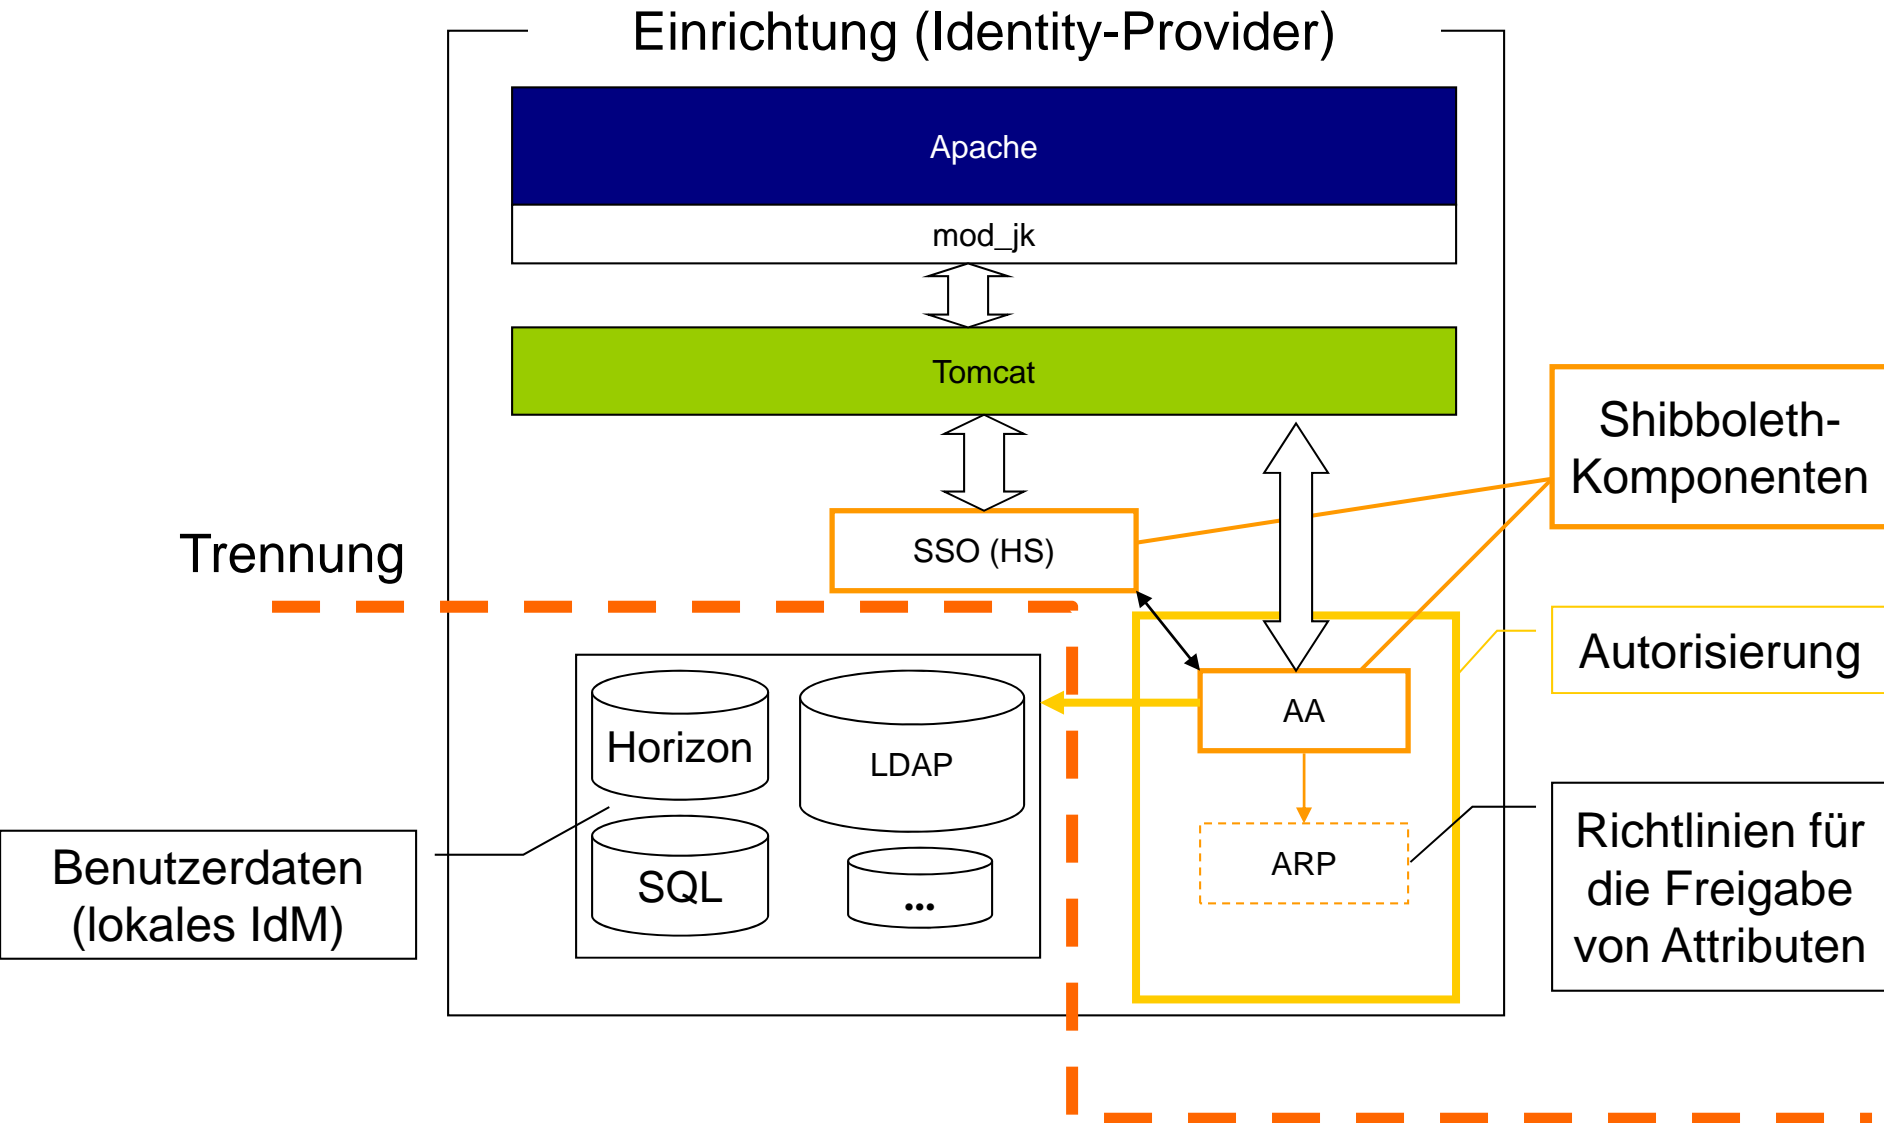 Einrichtung (Identity-Provider)
Apache
mod_jk
Tomcat
Shibboleth-
Komponenten
SSO (HS)
Trennung
Autorisierung
AA
Horizon
LDAP
Richtlinien für
die Freigabe
von Attributen
ARP
Benutzerdaten
(lokales IdM)
SQL
...